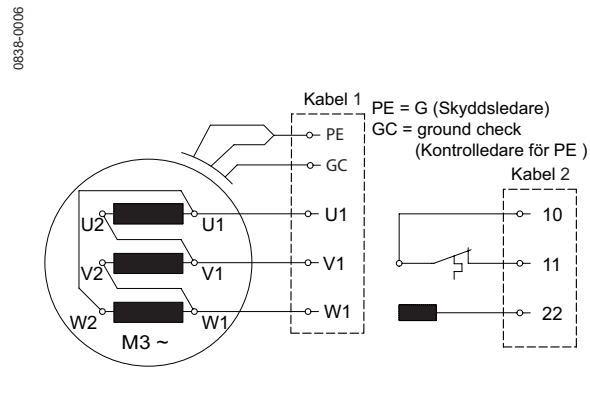 0838-0006
Kabel 1
PE = G (Skyddsledare)
GC = ground check
(Kontrolledare för PE )
Kabel 2
PE
GC
U2
U1
U1
10
V2
V1
V1
11
W2
W1
W1
22
M3 ~